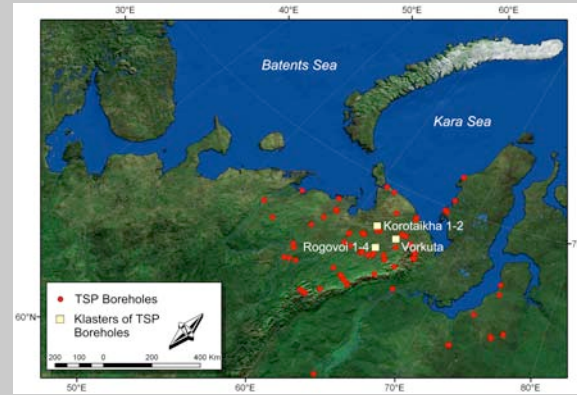 30°E 40°E 50°E 60°E
Batents Sea
Kara Sea
Korotaikha 1-2
Rogovoi 1-4 Vorkuta
70°
TSP Boreholes
Klasters of TSP
Boreholes
60°N
200 100 0 200 400 Km
50°E 60°E 70°E 80°E